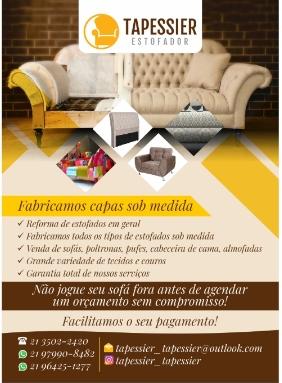 TAPESSIER
ESTOFADOR
Fabricamos capas sob medida
✓ Reforma de estofados em geral
✓ Fabricamos todos os tipos de estofados sob medida
✓ Venda de sofás, poltronas, pufes, cabeceira de cama, almofadas
✓ Grande variedade de tecidos e couros
✓ Garantia total de nossos serviços
Não jogue seu sofá fora antes de agendar
um orçamento sem compromisso!
Facilitamos o seu pagamento!
21 3502-2420
21 97990-8482
21 96425-1277
tapessier_tapessier@outlook.com
tapessier_tapessier